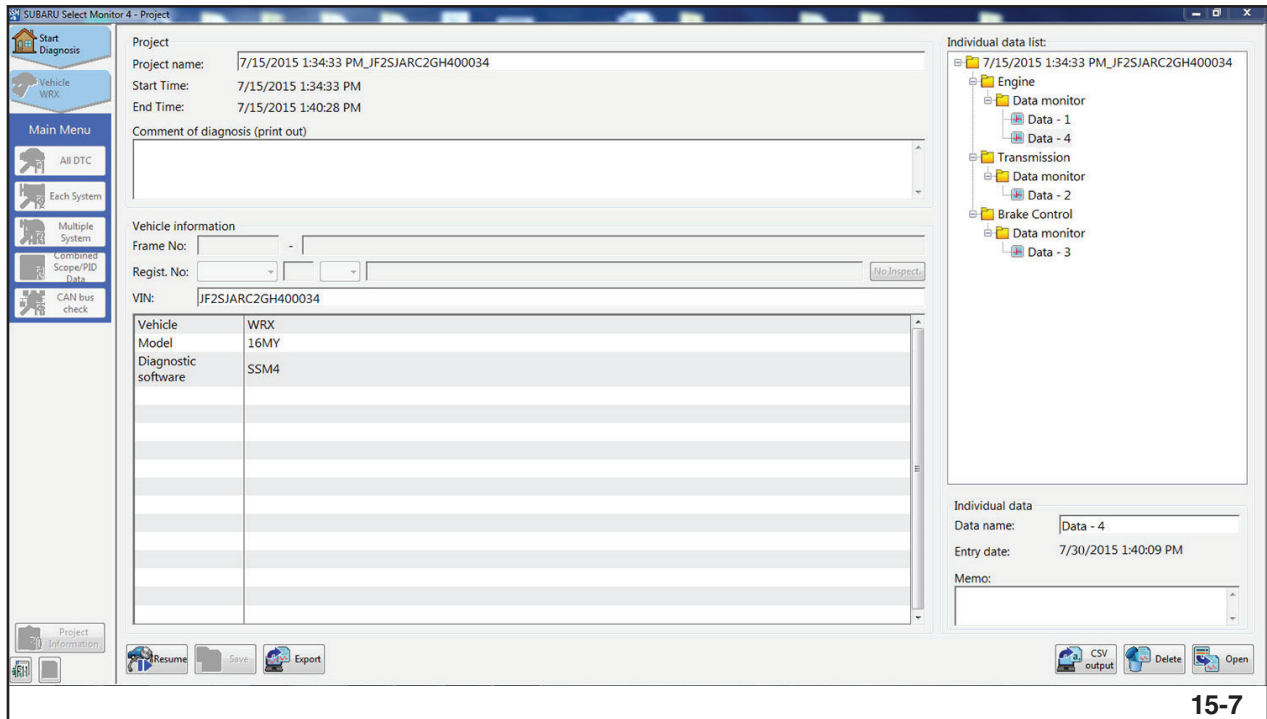 SUBARU Select Monitor 4 - Project
Start
Diagnosis
Vehicle
WRX
Main Menu
All DTC
Each System
Multiple
System
Combined
Scope/PID
Data
CAN bus
check
Project
Information
Project
Project name: 7/15/2015 1:34:33 PM_JF2SJARC2GH400034
Start Time: 7/15/2015 1:34:33 PM
End Time: 7/15/2015 1:40:28 PM
Comment of diagnosis (print out)
Vehicle information
Frame No: -
Regist. No: No Inspect.
VIN: JF2SJARC2GH400034
Vehicle WRX
Model 16MY
Diagnostic
software SSM4
Resume
Save
Export
Individual data list:
7/15/2015 1:34:33 PM_JF2SJARC2GH400034
Engine
Data monitor
Data - 1
Data - 4
Transmission
Data monitor
Data - 2
Brake Control
Data monitor
Data - 3
Individual data
Data name: Data - 4
Entry date: 7/30/2015 1:40:09 PM
Memo:
CSV
output
Delete
Open
15-7